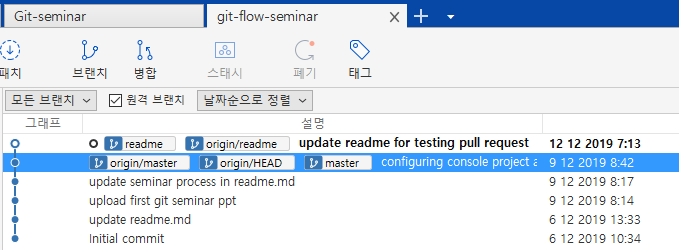 Git-seminar git-flow-seminar
패치 브랜치 병합 스태시 폐기 태그
모든 브랜치 원격 브랜치 날짜순으로 정렬
그래프 설명
readme origin/readme update readme for testing pull request 12 12 2019 7:13
origin/master origin/HEAD master configuring console project a 9 12 2019 8:42
update seminar process in readme.md 9 12 2019 8:17
upload first git seminar ppt 9 12 2019 8:14
update readme.md 6 12 2019 13:33
Initial commit 6 12 2019 10:34